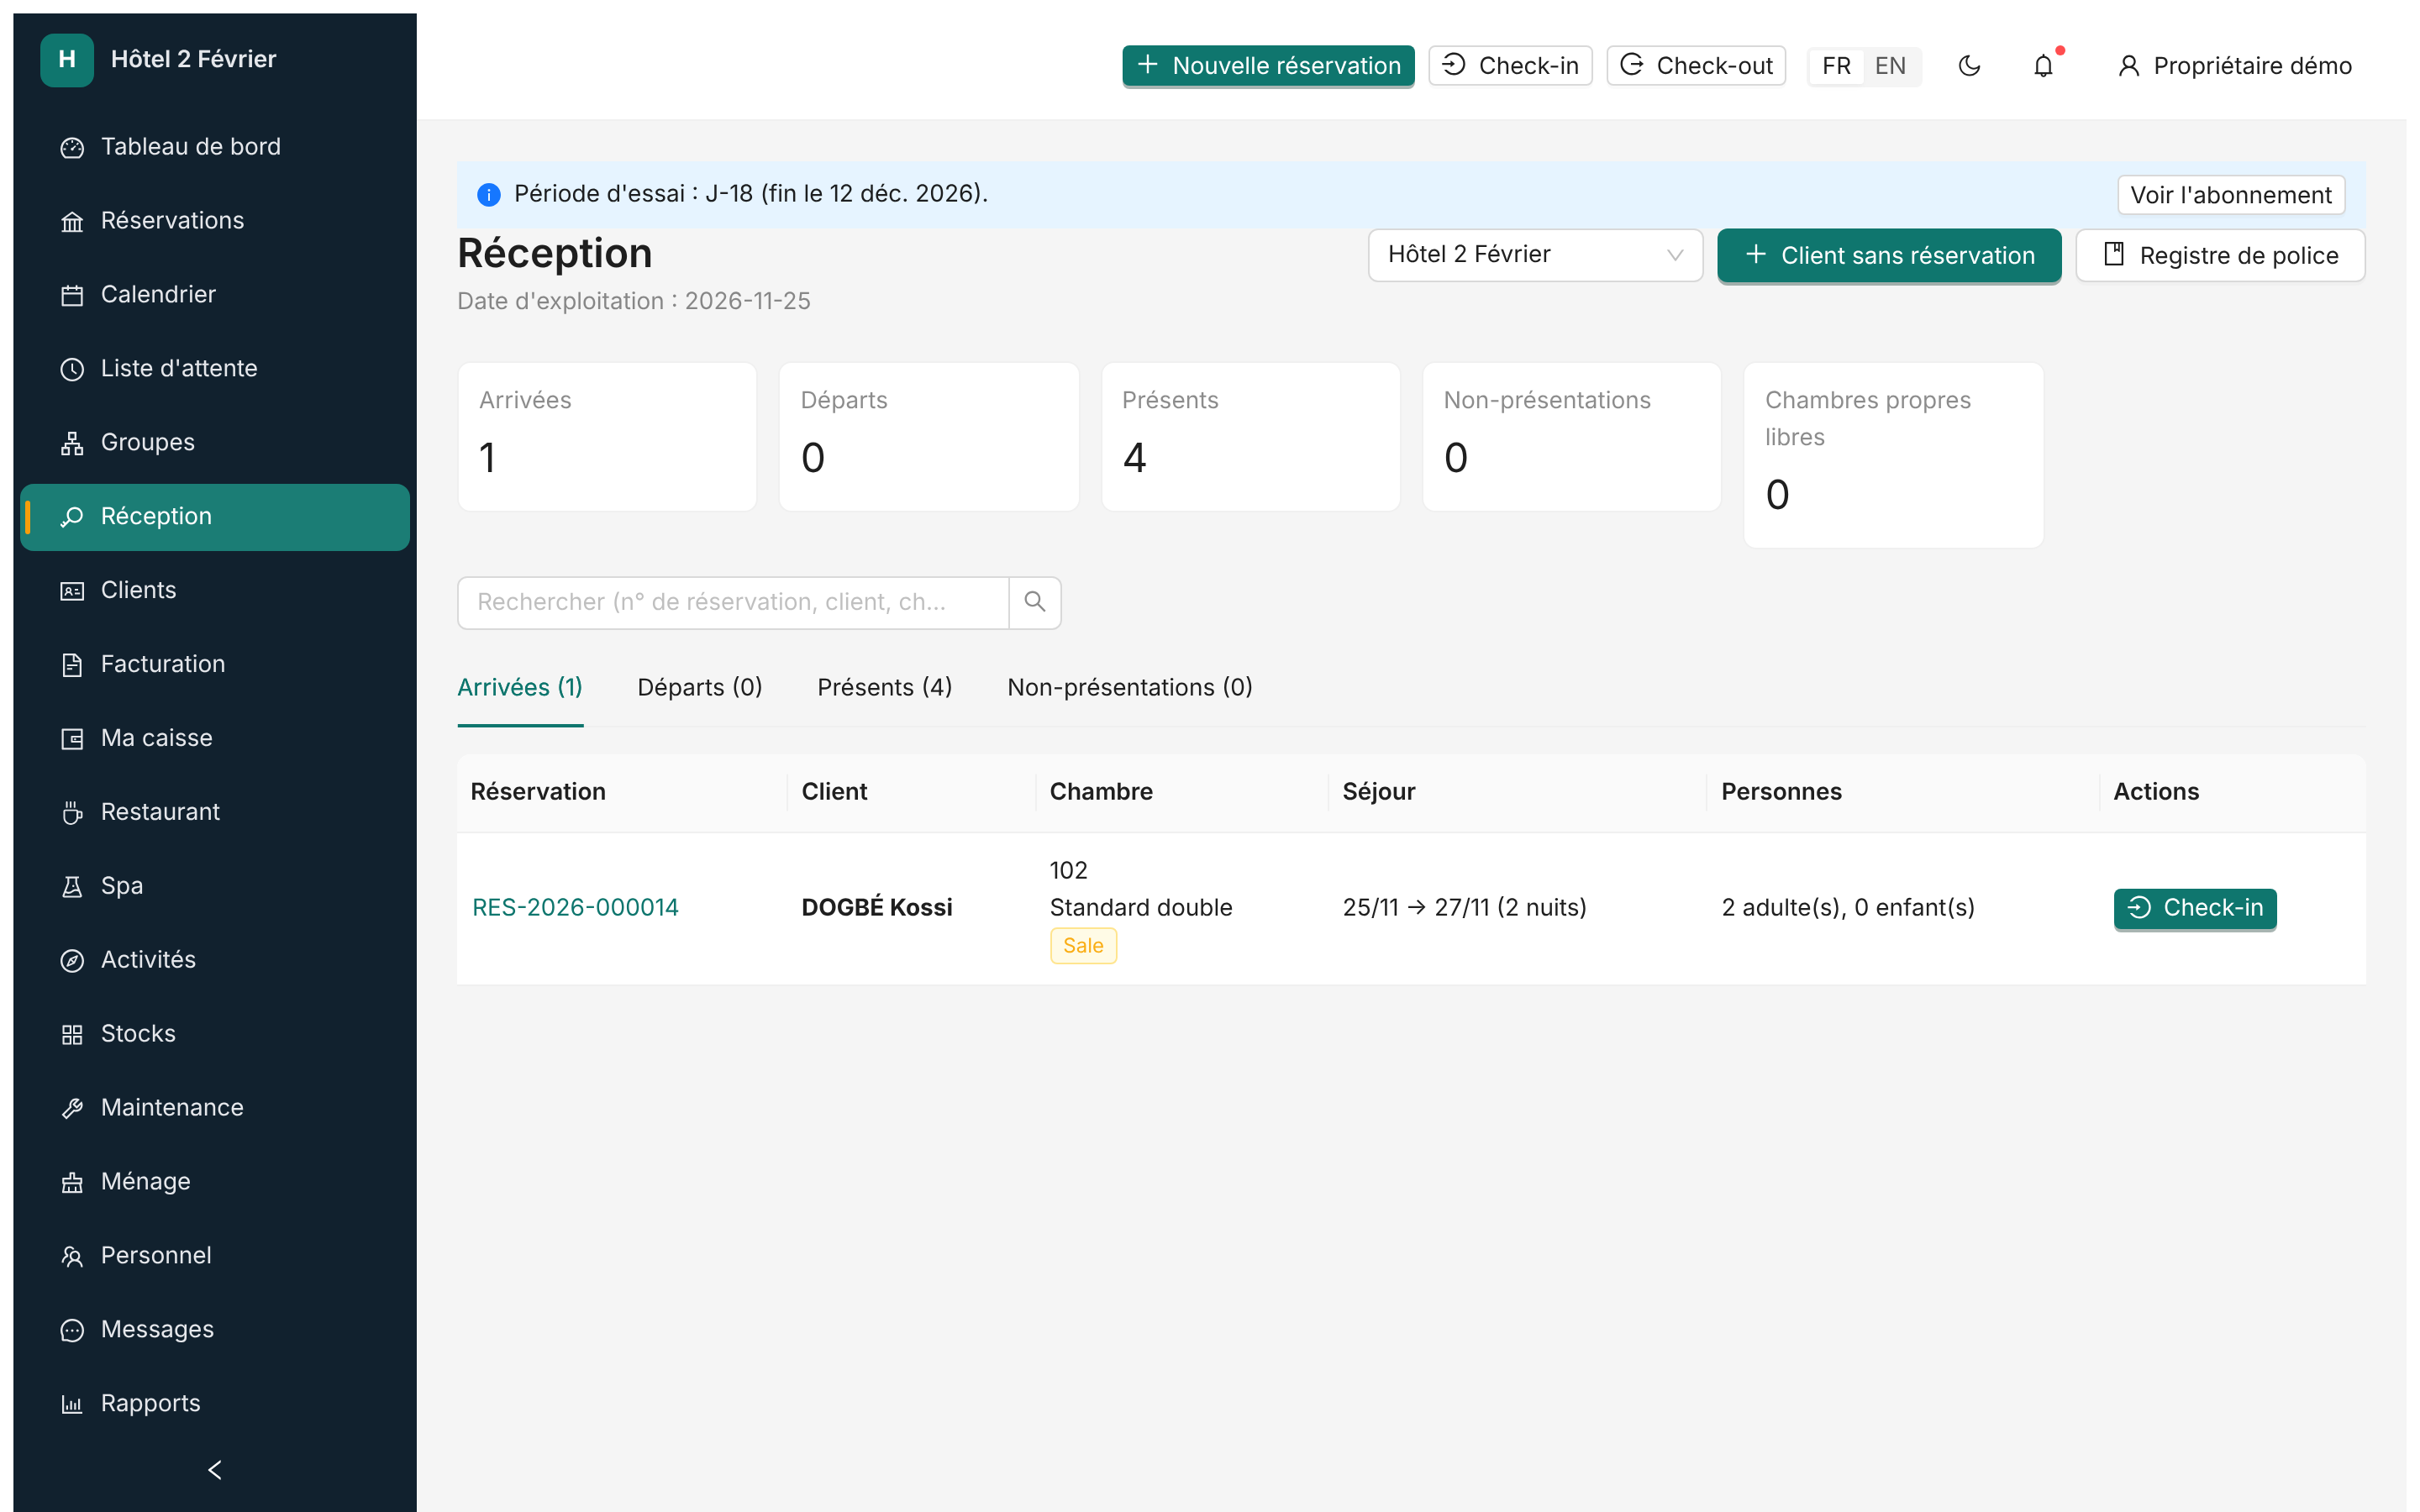 H Hôtel 2 Février
Tableau de bord
Réservations
Calendrier
Liste d'attente
Groupes
Réception
Clients
Facturation
Ma caisse
Restaurant
Spa
Activités
Stocks
Maintenance
Ménage
Personnel
Messages
Rapports
+ Nouvelle réservation Check-in Check-out FR EN Propriétaire démo
Période d'essai : J-18 (fin le 12 déc. 2026). Voir l'abonnement
Réception Hôtel 2 Février + Client sans réservation Registre de police
Date d'exploitation : 2026-11-25
Arrivées Départs Présents Non-présentations Chambres propres
libres
1 0 4 0 0
Rechercher (n° de réservation, client, ch...
Arrivées (1) Départs (0) Présents (4) Non-présentations (0)
Réservation Client Chambre Séjour Personnes Actions
102
RES-2026-000014 DOGBÉ Kossi Standard double 25/11 → 27/11 (2 nuits) 2 adulte(s), 0 enfant(s) Check-in
Sale